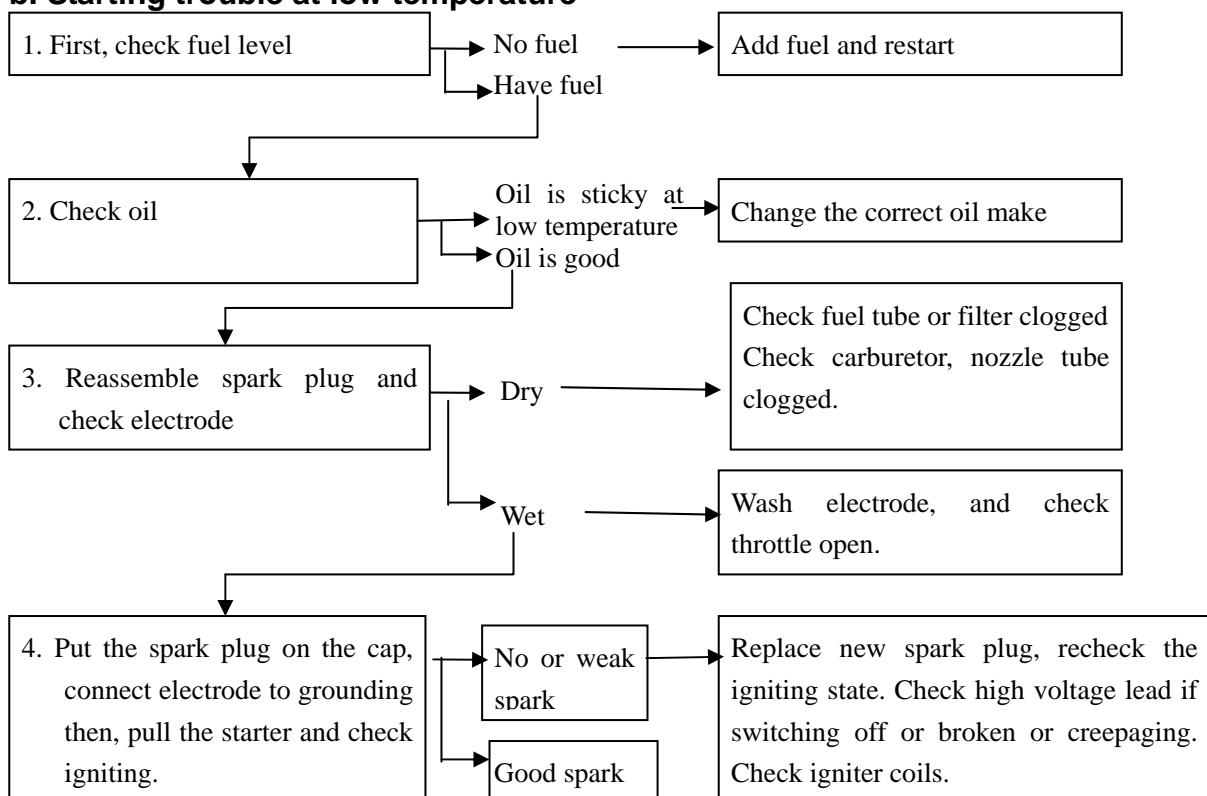 b. Starting trouble at low temperature
1. First, check fuel level
No fuel
Add fuel and restart
Have fuel
2. Check oil
Oil is sticky at
low temperature
Change the correct oil make
Oil is good
3. Reassemble spark plug and
check electrode
Dry
Check fuel tube or filter clogged
Check carburetor, nozzle tube
clogged.
Wet
Wash electrode, and check
throttle open.
4. Put the spark plug on the cap,
connect electrode to grounding
then, pull the starter and check
igniting.
No or weak
spark
Replace new spark plug, recheck the
igniting state. Check high voltage lead if
switching off or broken or creepaging.
Check igniter coils.
Good spark